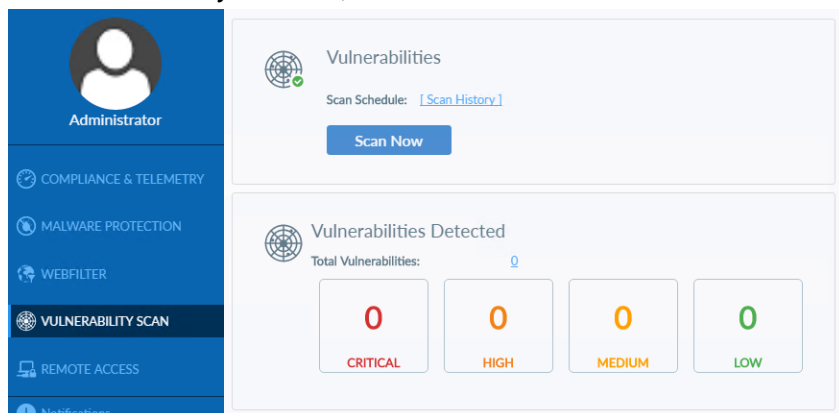 Administrator
COMPLIANCE & TELEMETRY
MALWARE PROTECTION
WEBFILTER
VULNERABILITY SCAN
REMOTE ACCESS
Notifications
Vulnerabilities
Scan Schedule: [ Scan History ]
Scan Now
Vulnerabilities Detected
Total Vulnerabilities: 0
0 0 0 0
CRITICAL HIGH MEDIUM LOW